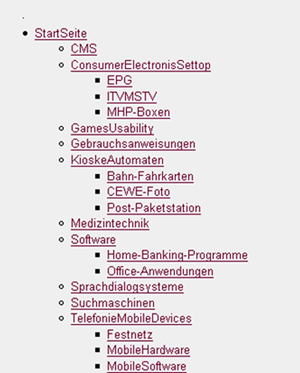 StartSeite
CMS
ConsumerElectronisSettop
EPG
ITVMSTV
MHP-Boxen
GamesUsability
Gebrauchsanweisungen
KioskeAutomaten
Bahn-Fahrkarten
CEWE-Foto
Post-Paketstation
Medizintechnik
Software
Home-Banking-Programme
Office-Anwendungen
Sprachdialogsysteme
Suchmaschinen
TelefonieMobileDevices
Festnetz
MobileHardware
MobileSoftware